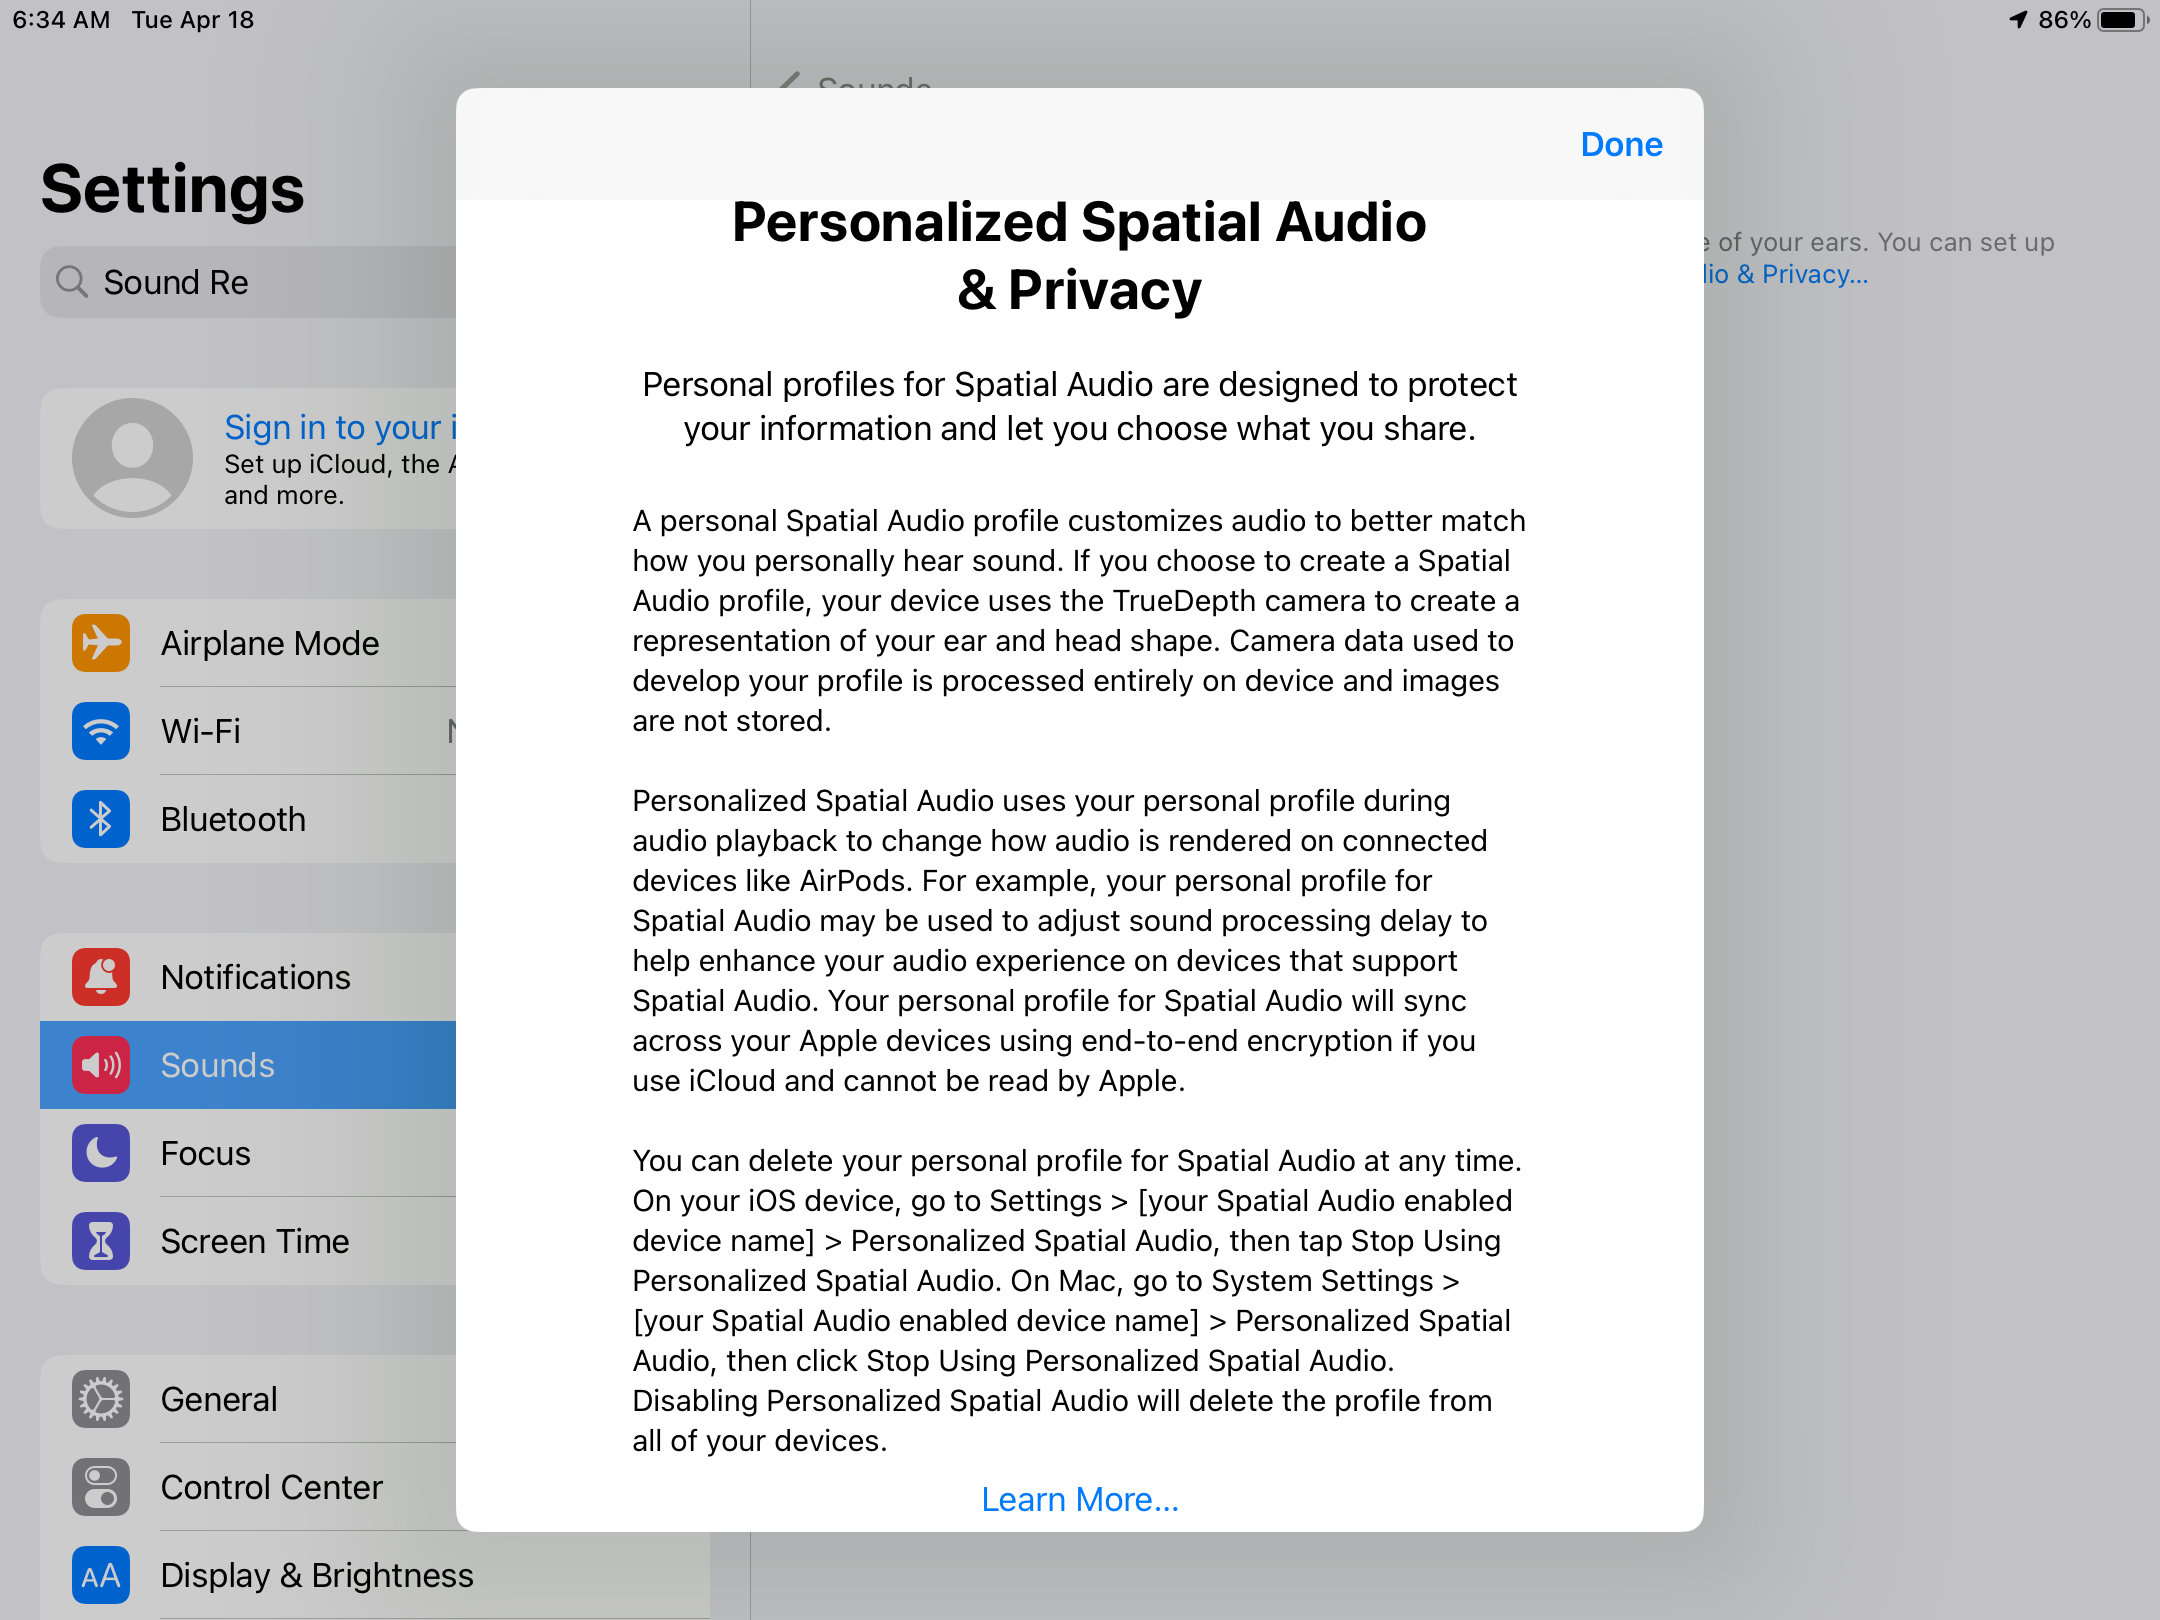 6:34 AM Tue Apr 18
86%
Settings
Sound Re
Sign in to your
Set up iCloud, the
and more.
Airplane Mode
Wi-Fi
Bluetooth
Notifications
Sounds
Focus
Screen Time
General
Control Center
AA Display & Brightness
Sounds
of your ears. You can set up
& Privacy...
Done
Personalized Spatial Audio
& Privacy
Personal profiles for Spatial Audio are designed to protect
your information and let you choose what you share.
A personal Spatial Audio profile customizes audio to better match
how you personally hear sound. If you choose to create a Spatial
Audio profile, your device uses the TrueDepth camera to create a
representation of your ear and head shape. Camera data used to
develop your profile is processed entirely on device and images
are not stored.
Personalized Spatial Audio uses your personal profile during
audio playback to change how audio is rendered on connected
devices like AirPods. For example, your personal profile for
Spatial Audio may be used to adjust sound processing delay to
help enhance your audio experience on devices that support
Spatial Audio. Your personal profile for Spatial Audio will sync
across your Apple devices using end-to-end encryption if you
use iCloud and cannot be read by Apple.
You can delete your personal profile for Spatial Audio at any time.
On your iOS device, go to Settings > [your Spatial Audio enabled
device name] > Personalized Spatial Audio, then tap Stop Using
Personalized Spatial Audio. On Mac, go to System Settings >
[your Spatial Audio enabled device name] > Personalized Spatial
Audio, then click Stop Using Personalized Spatial Audio.
Disabling Personalized Spatial Audio will delete the profile from
all of your devices.
Learn More...